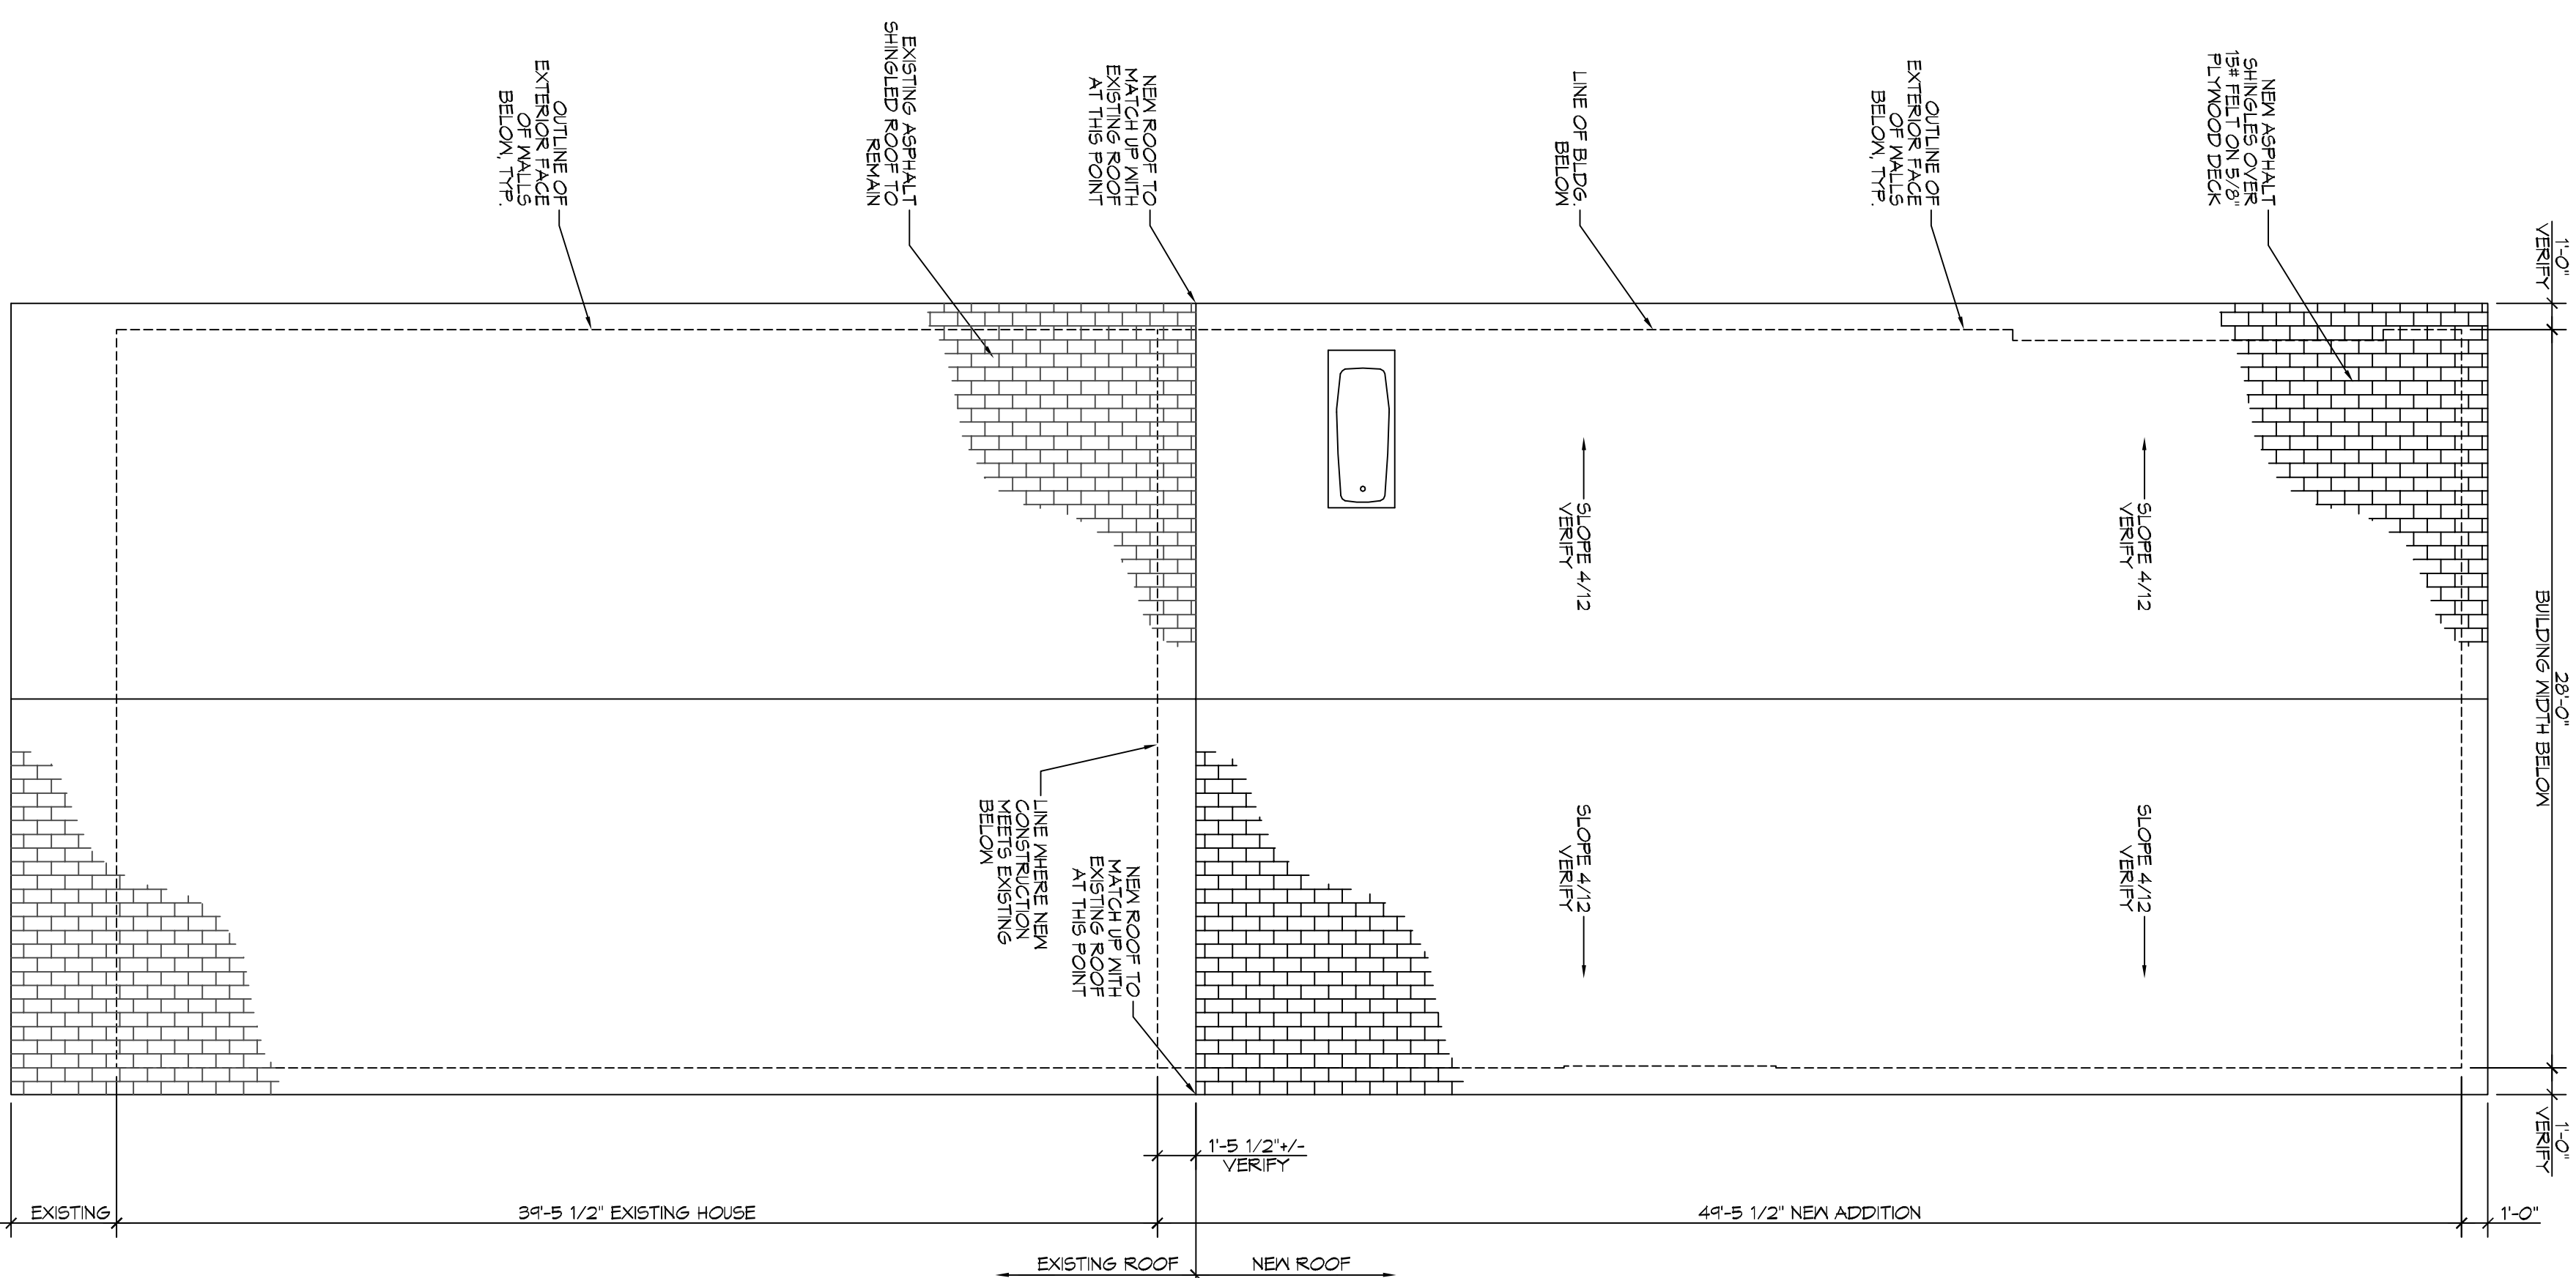 OUTLINE OF
EXTERIOR FACE
OF WALLS
BELOW, TYP.
EXISTING ASPHALT
SHINGLED ROOF TO
REMAIN
NEW ROOF TO
MATCH UP WITH
EXISTING ROOF
AT THIS POINT
LINE OF BLDG.
BELOW
OUTLINE OF
EXTERIOR FACE
OF WALLS
BELOW, TYP.
NEW ASPHALT
SHINGLES OVER
15# FELT ON 5/8"
PLYWOOD DECK
1'-0"
VERIFY
28'-0"
BUILDING WIDTH BELOW
1'-0"
VERIFY
SLOPE 4/12
VERIFY
SLOPE 4/12
VERIFY
SLOPE 4/12
VERIFY
SLOPE 4/12
VERIFY
LINE WHERE NEW
CONSTRUCTION
MEETS EXISTING
BELOW
NEW ROOF TO
MATCH UP WITH
EXISTING ROOF
AT THIS POINT
1'-5 1/2"+/-
VERIFY
EXISTING
39'-5 1/2" EXISTING HOUSE
49'-5 1/2" NEW ADDITION
1'-0"
EXISTING ROOF
NEW ROOF